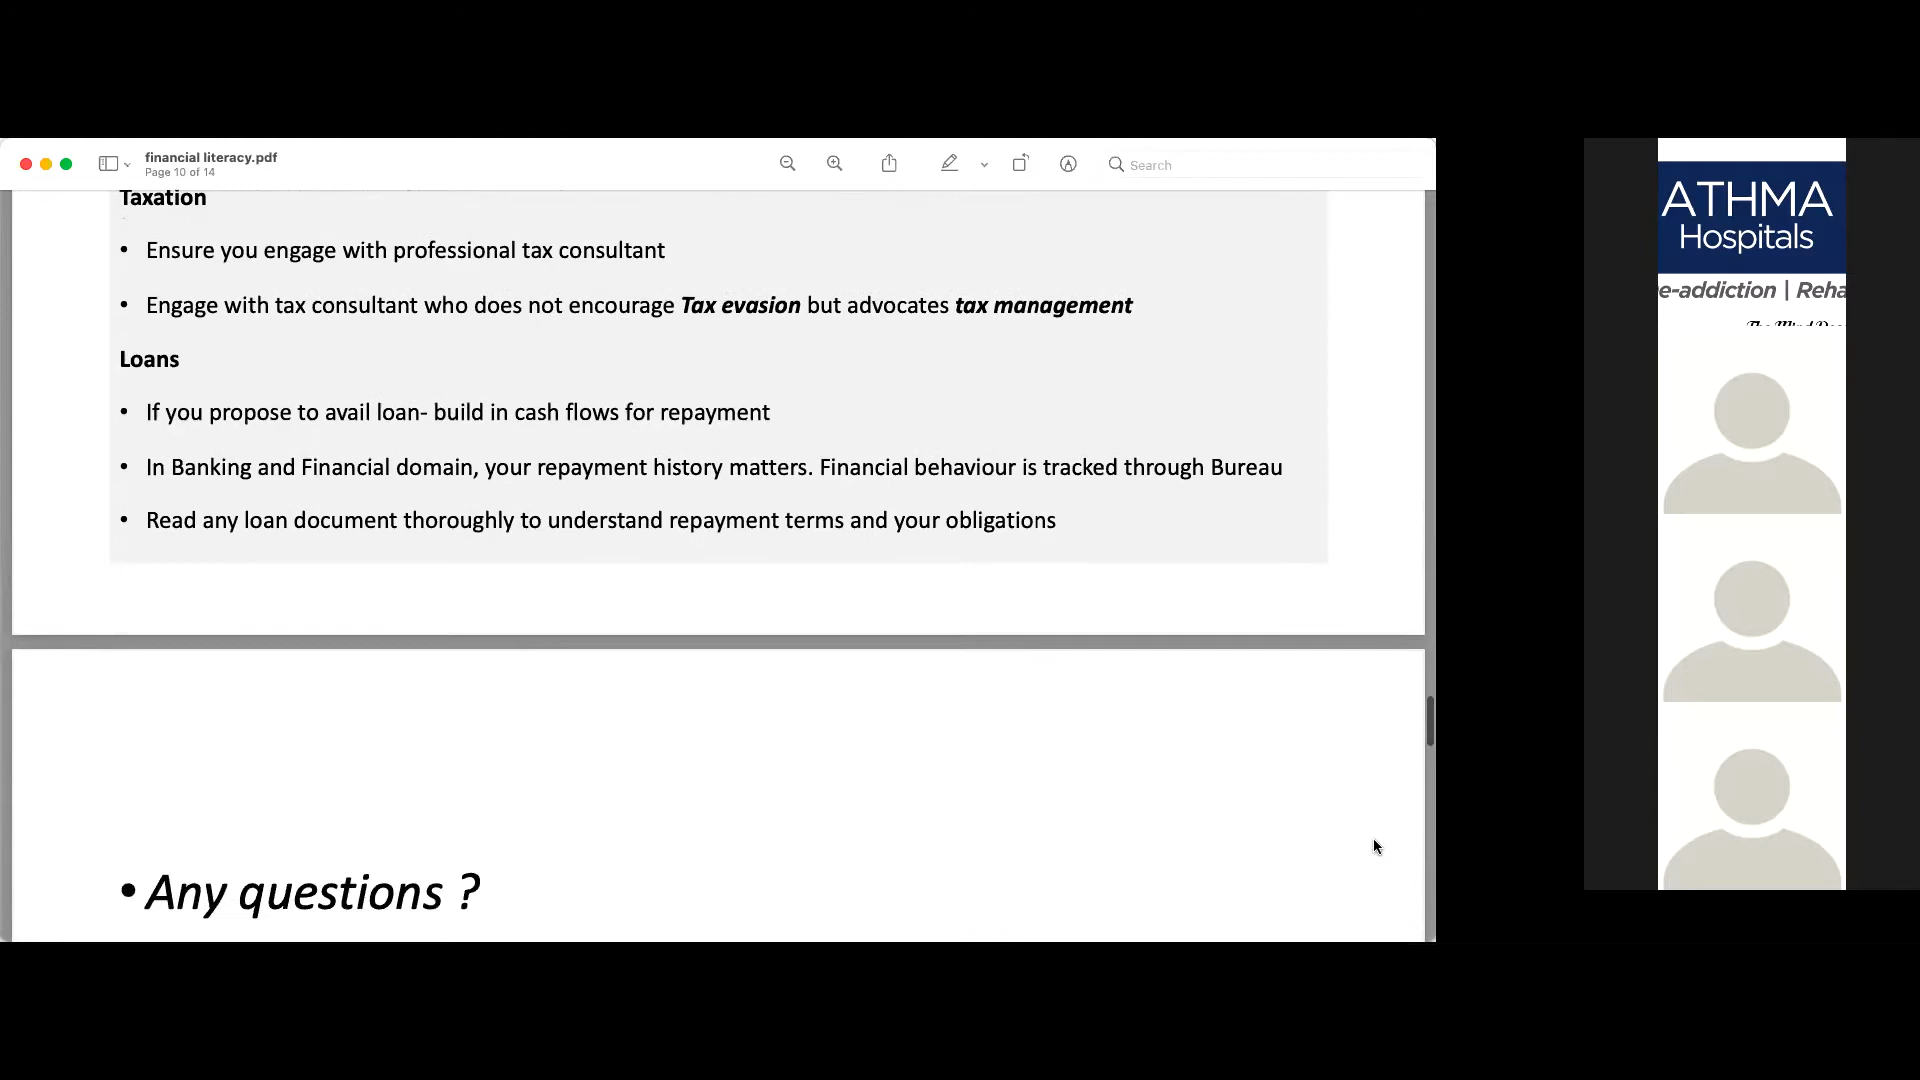 financial literacy.pdf
Page 10 of 14
Search
Taxation
• Ensure you engage with professional tax consultant
• Engage with tax consultant who does not encourage Tax evasion but advocates tax management
Loans
• If you propose to avail loan- build in cash flows for repayment
• In Banking and Financial domain, your repayment history matters. Financial behaviour is tracked through Bureau
• Read any loan document thoroughly to understand repayment terms and your obligations
• Any questions ?
ATHMA
Hospitals
e-addiction | Reha